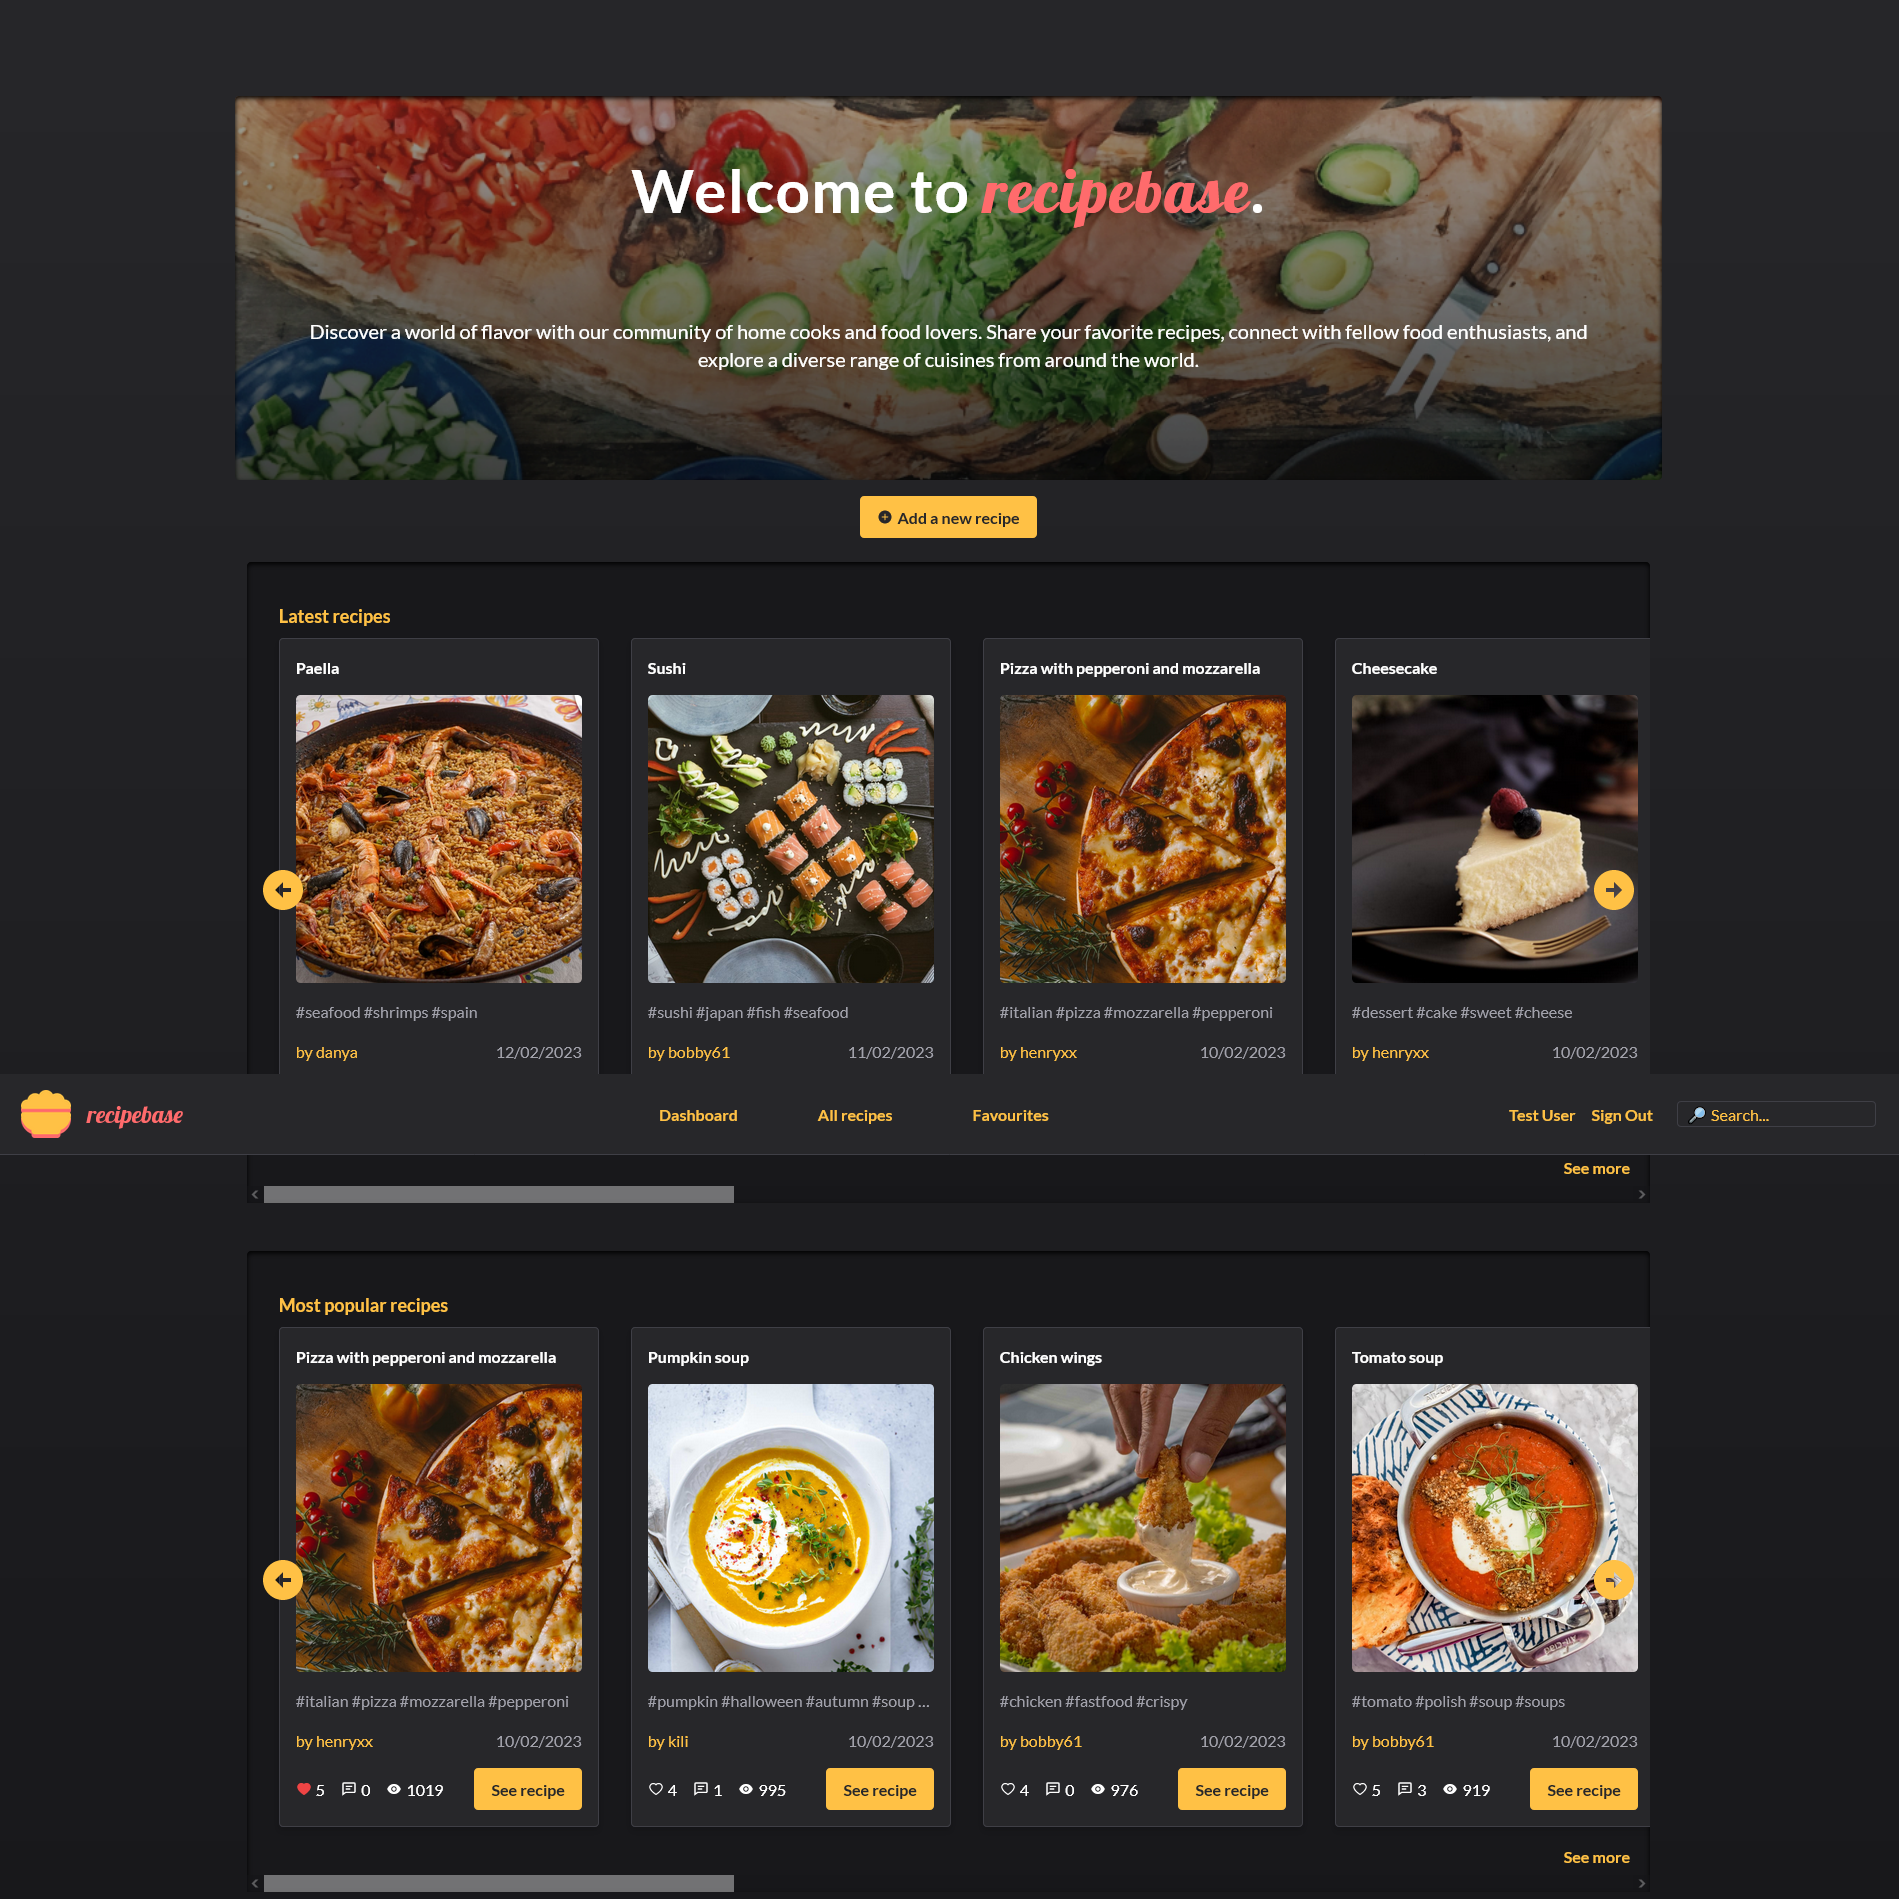 Welcome to recipebase.
Discover a world of flavor with our community of home cooks and food lovers. Share your favorite recipes, connect with fellow food enthusiasts, and
explore a diverse range of cuisines from around the world.
Add a new recipe
Latest recipes
Paella
Sushi
Pizza with pepperoni and mozzarella
Cheesecake
#seafood #shrimps #spain
#sushi #japan #fish #seafood
#italian #pizza #mozzarella #pepperoni
#dessert #cake #sweet #cheese
by danya 12/02/2023
by bobby61 11/02/2023
by henryxx 10/02/2023
by henryxx 10/02/2023
recipebase
Dashboard
All recipes
Favourites
Test User
Sign Out
🔎 Search...
See more
Most popular recipes
Pizza with pepperoni and mozzarella
Pumpkin soup
Chicken wings
Tomato soup
#italian #pizza #mozzarella #pepperoni
#pumpkin #halloween #autumn #soup ...
#chicken #fastfood #crispy
#tomato #polish #soup #soups
by henryxx 10/02/2023
by kili 10/02/2023
by bobby61 10/02/2023
by bobby61 10/02/2023
5 0 1019 See recipe
4 1 995 See recipe
4 0 976 See recipe
5 3 919 See recipe
See more